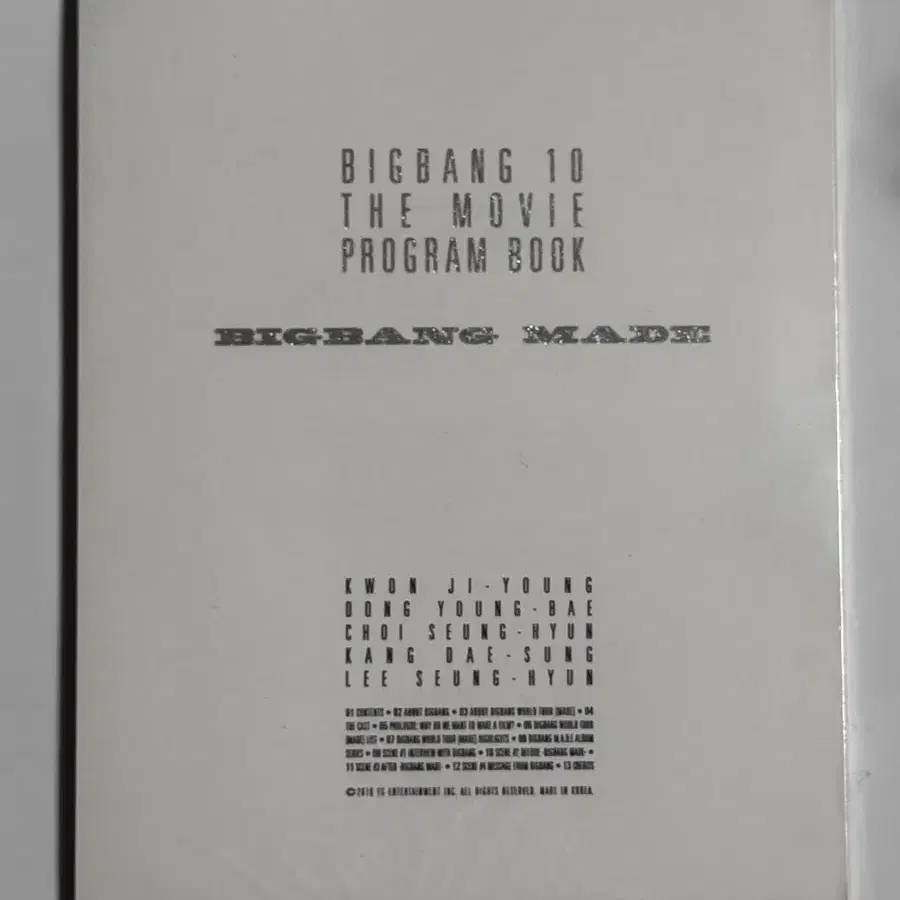 BIGBANG 10
THE MOVIE
PROGRAM BOOK
BIGBANG MADE
KWON JI-YOUNG
DONG YOUNG-BAE
CHOI SEUNG-HYUN
KANG DAE-SUNG
LEE SEUNG-HYUN
01 CONTENTS • 02 ABOUT BIGBANG • 03 ABOUT BIGBANG WORLD TOUR [MADE] • 04
THE CAST • 05 PROLOGUE: WHY DO WE WANT TO MAKE A FILM? • 06 BIGBANG WORLD TOUR
[MADE] LIST • 07 BIGBANG WORLD TOUR [MADE] HIGHLIGHTS • 08 BIGBANG M.A.D.E ALBUM
SERIES • 09 SCENE #1 INTERVIEW WITH BIGBANG • 10 SCENE #2 BEFORE -BIGBANG MADE- •
11 SCENE #3 AFTER -BIGBANG MADE- • 12 SCENE #4 MESSAGE FROM BIGBANG • 13 CREDITS
©2016 YG ENTERTAINMENT INC. ALL RIGHTS RESERVED. MADE IN KOREA.